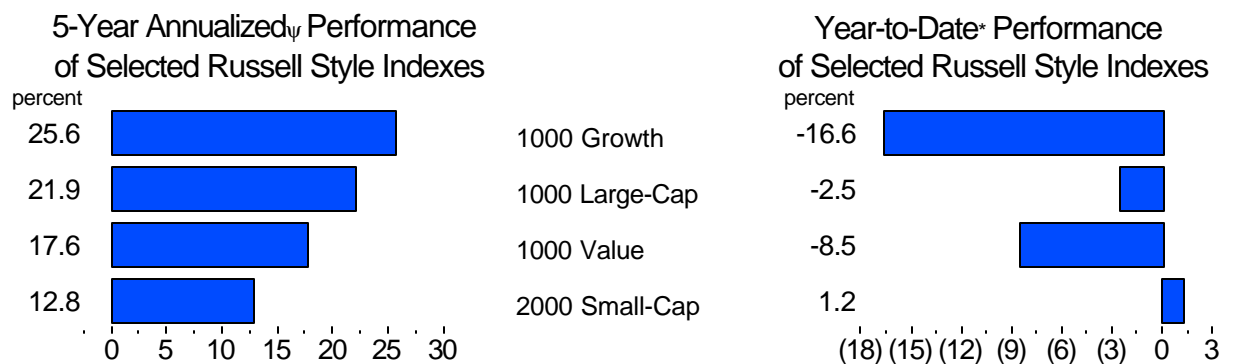 5-Year Annualizedψ Performance
of Selected Russell Style Indexes
percent
25.6
21.9
17.6
12.8
0 5 10 15 20 25 30
1000 Growth
1000 Large-Cap
1000 Value
2000 Small-Cap
Year-to-Date* Performance
of Selected Russell Style Indexes
percent
-16.6
-2.5
-8.5
1.2
(18) (15) (12) (9) (6) (3) 0 3